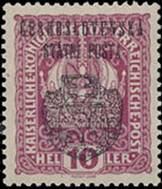 ČESKOSLOVENSKÁ
STÁTNÍ POŠTA
KAISERLICHE KÖNIGLICHE ÖSTERREICHISCHE POST
10
HELLER